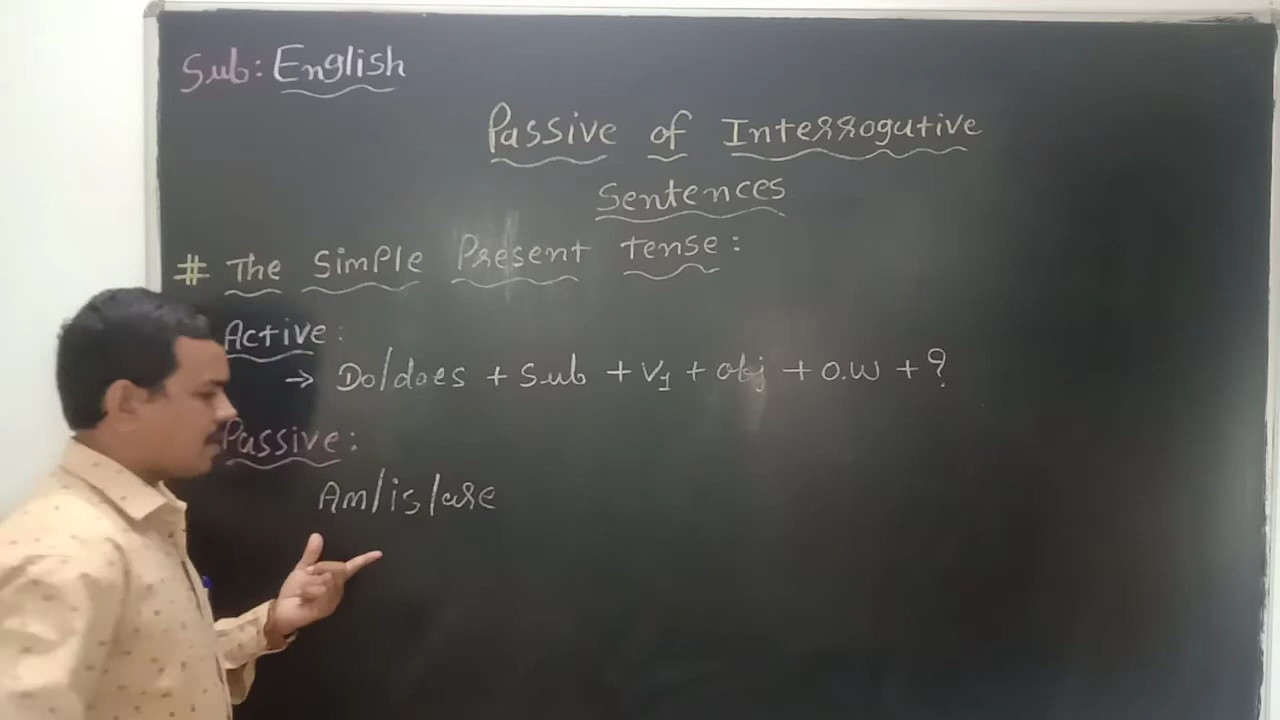 Sub: English
Passive of Interrogative
Sentences
# The Simple Present Tense:
Active:
→ Do/does + Sub + V1 + obj + O.W + ?
Passive:
Am/is/are